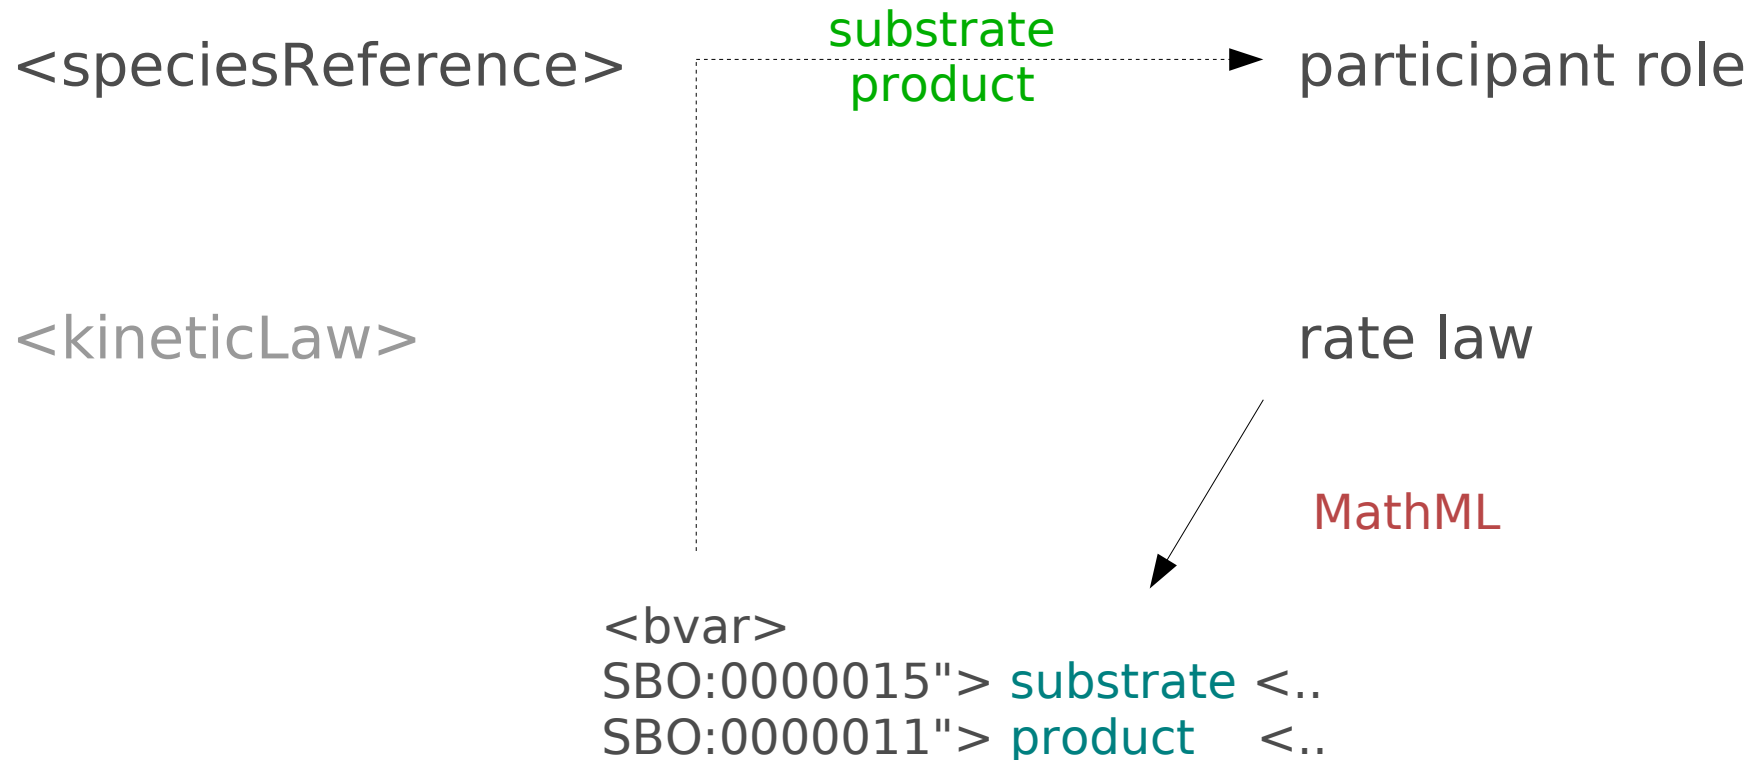 substrate
<speciesReference> participant role
product
<kineticLaw> rate law
MathML
<bvar>
SBO:0000015"> substrate <..
SBO:0000011"> product <..